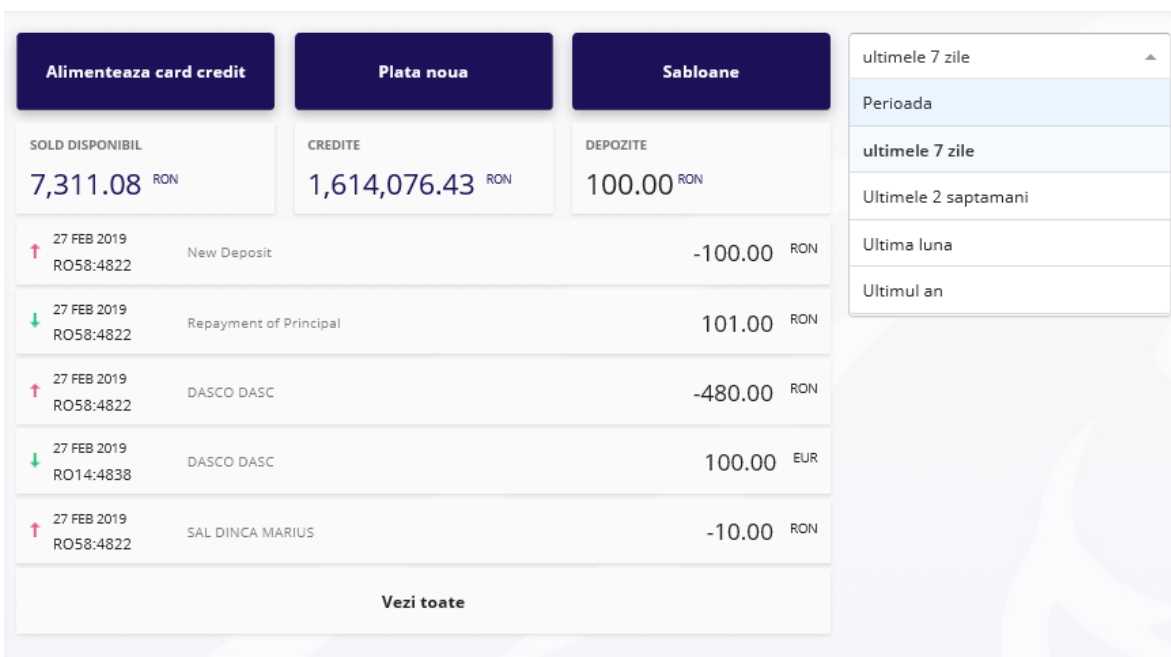 Alimenteaza card credit
Plata noua
Sabloane
SOLD DISPONIBIL
7,311.08 RON
CREDITE
1,614,076.43 RON
DEPOZITE
100.00 RON
27 FEB 2019
RO58:4822
New Deposit
-100.00 RON
27 FEB 2019
RO58:4822
Repayment of Principal
101.00 RON
27 FEB 2019
RO58:4822
DASCO DASC
-480.00 RON
27 FEB 2019
RO14:4838
DASCO DASC
100.00 EUR
27 FEB 2019
RO58:4822
SAL DINCA MARIUS
-10.00 RON
Vezi toate
ultimele 7 zile
Perioada
ultimele 7 zile
Ultimele 2 saptamani
Ultima luna
Ultimul an